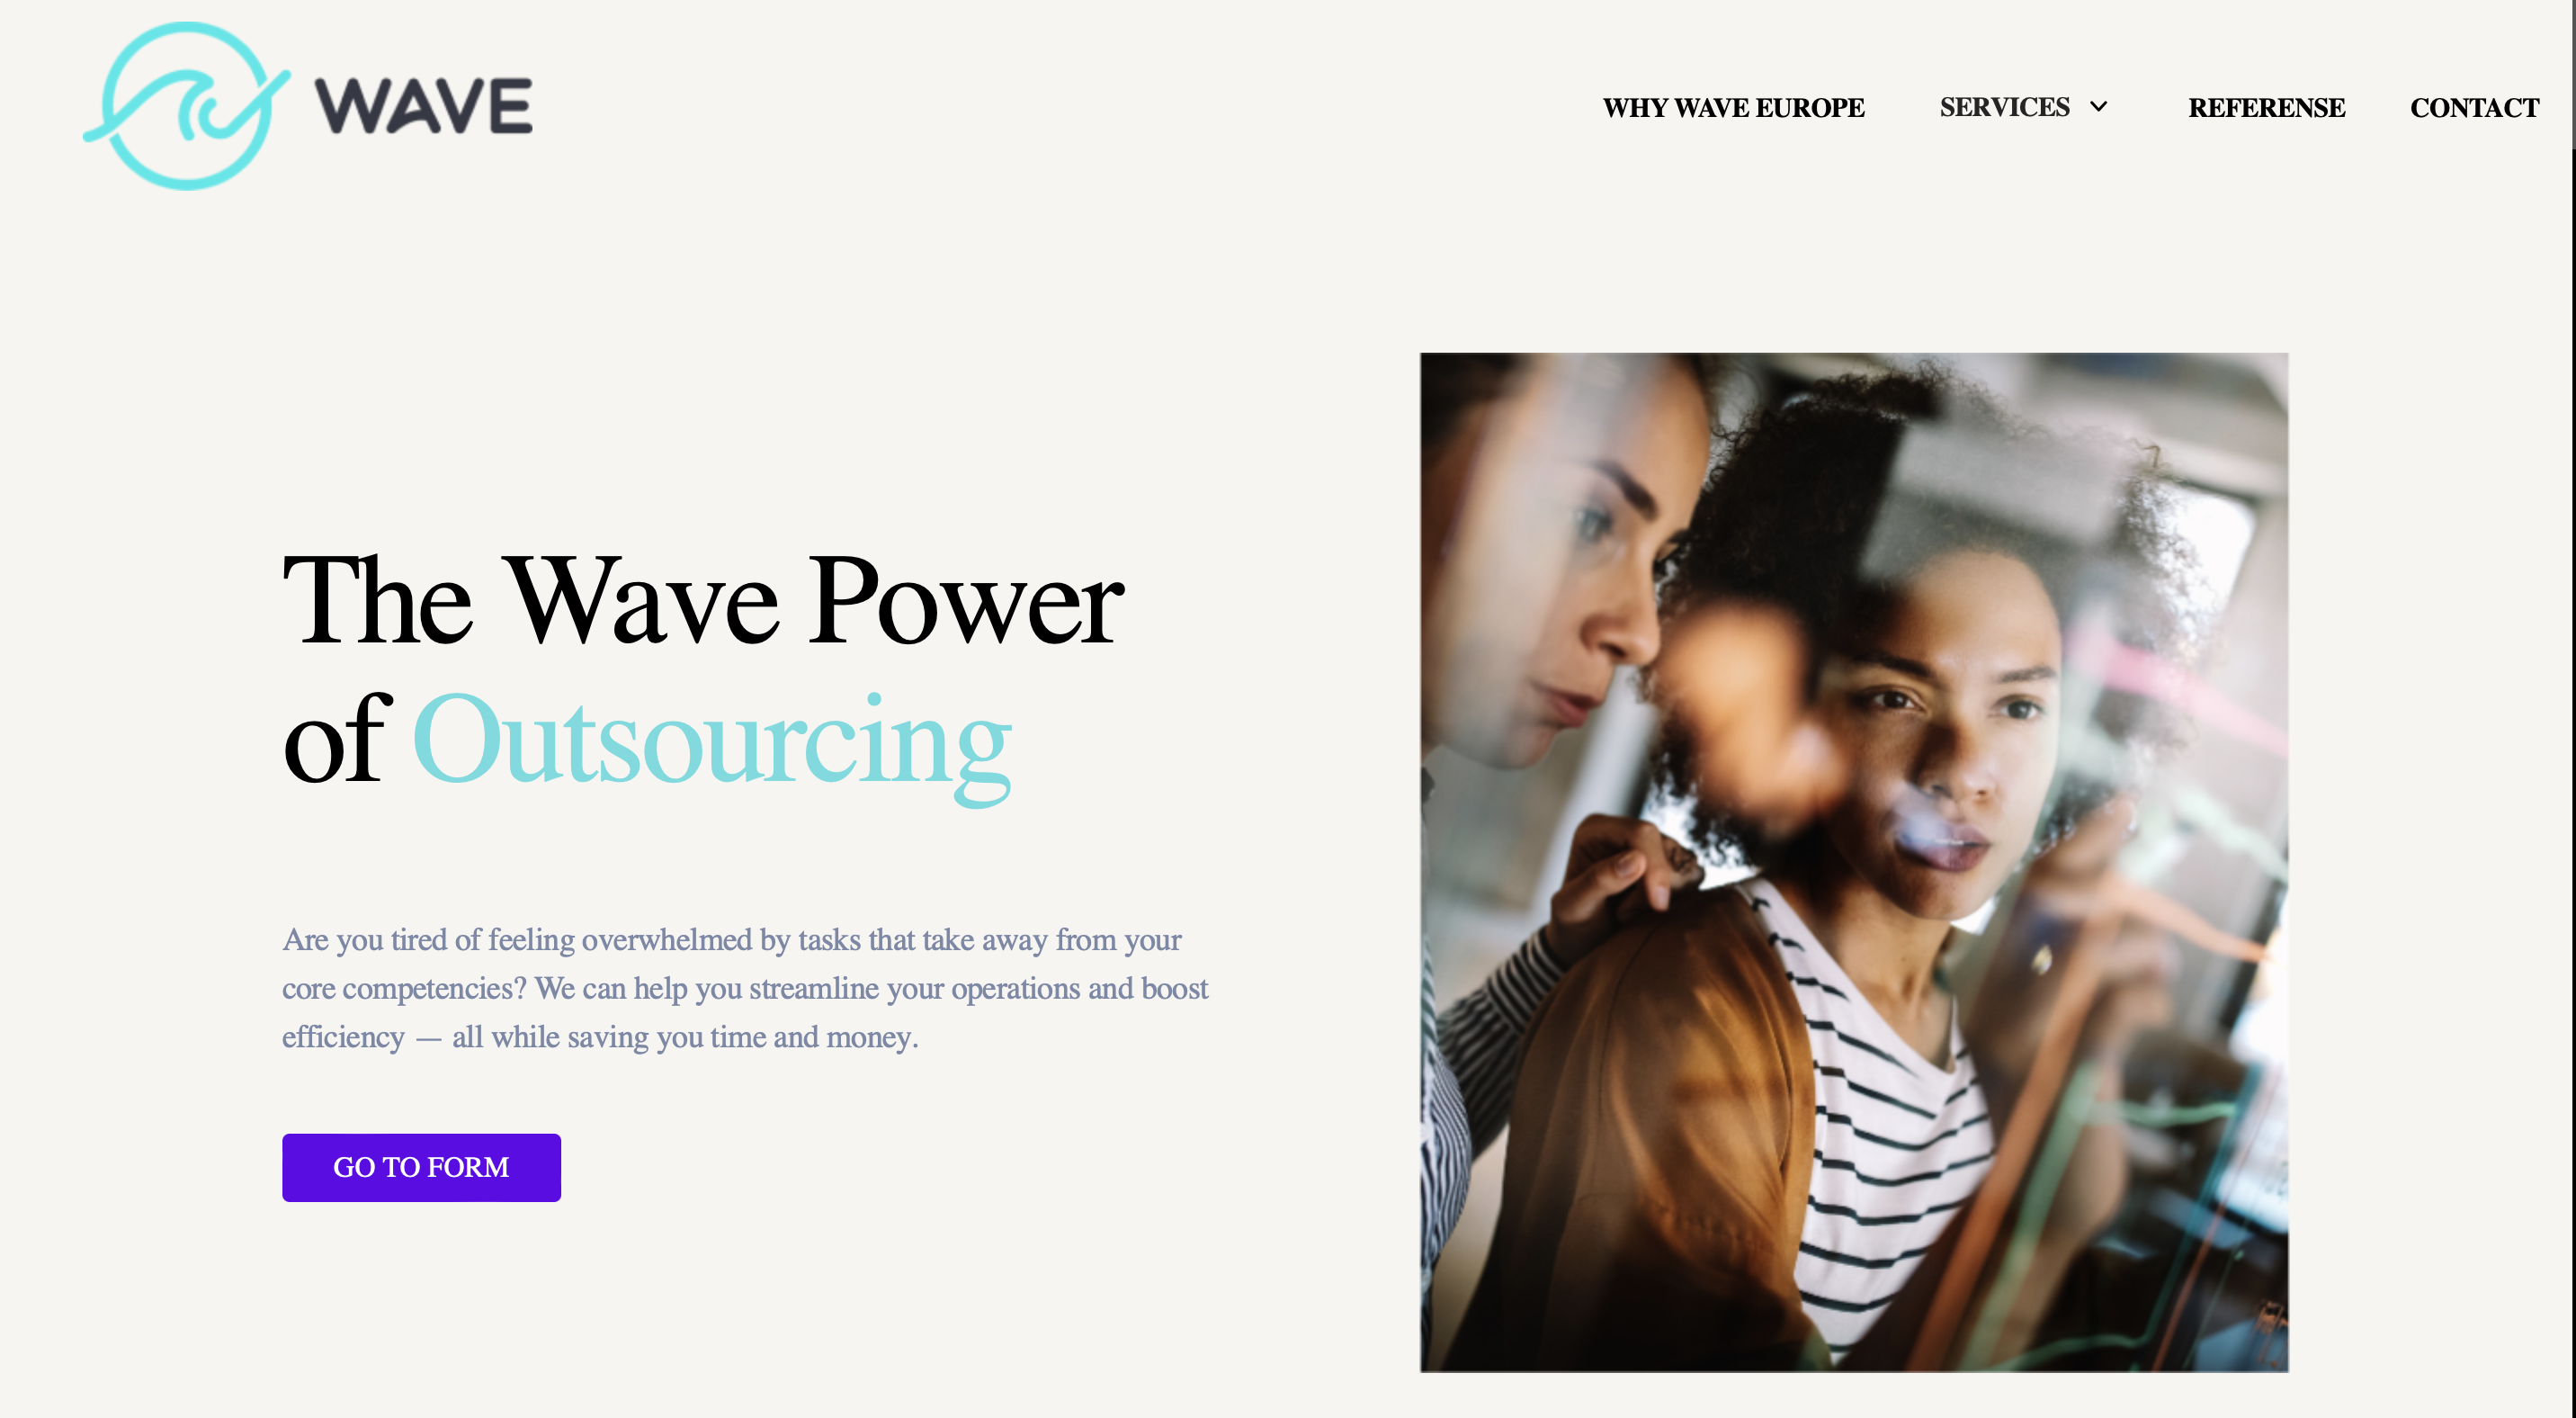 WAVE
WHY WAVE EUROPE
SERVICES
REFERENSE
CONTACT
The Wave Power
of Outsourcing
Are you tired of feeling overwhelmed by tasks that take away from your
core competencies? We can help you streamline your operations and boost
efficiency — all while saving you time and money.
GO TO FORM